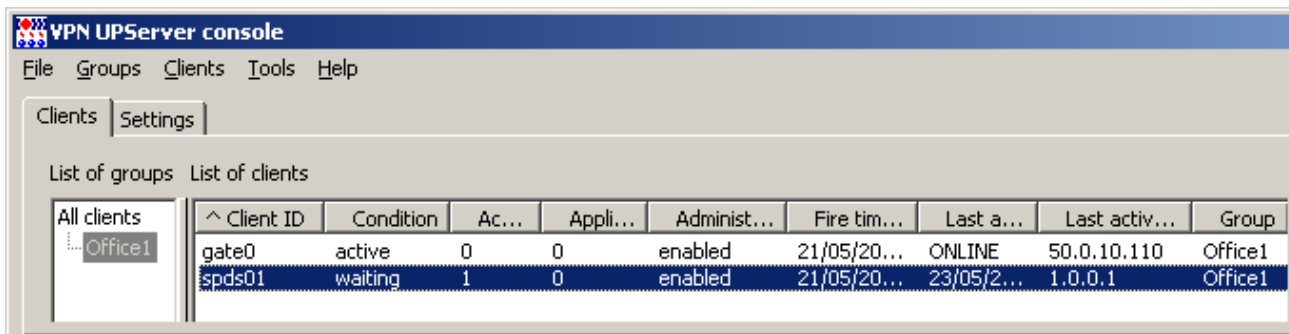 VPN UPServer console
File Groups Clients Tools Help
Clients Settings
List of groups List of clients
All clients ^ Client ID Condition Ac... Appli... Administ... Fire tim... Last a... Last activ... Group
Office1 gate0 active 0 0 enabled 21/05/20... ONLINE 50.0.10.110 Office1
spds01 waiting 1 0 enabled 21/05/20... 23/05/2... 1.0.0.1 Office1